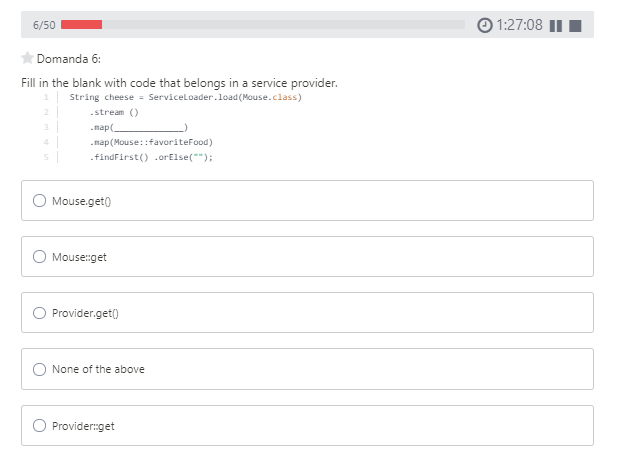 6/50
1:27:08
Domanda 6:
Fill in the blank with code that belongs in a service provider.
1 String cheese = ServiceLoader.load(Mouse.class)
2 .stream ()
3 .map(____________)
4 .map(Mouse::favoriteFood)
5 .findFirst() .orElse("");
Mouse.get()
Mouse::get
Provider.get()
None of the above
Provider::get